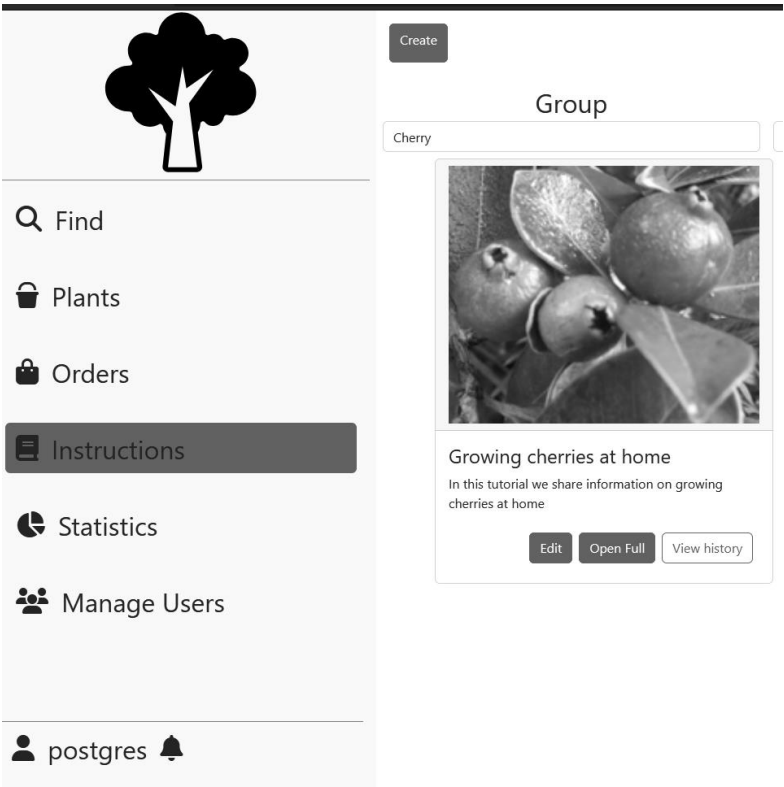 Create
Group
Cherry
Find
Plants
Orders
Instructions
Statistics
Manage Users
Growing cherries at home
In this tutorial we share information on growing
cherries at home
Edit
Open Full
View history
postgres